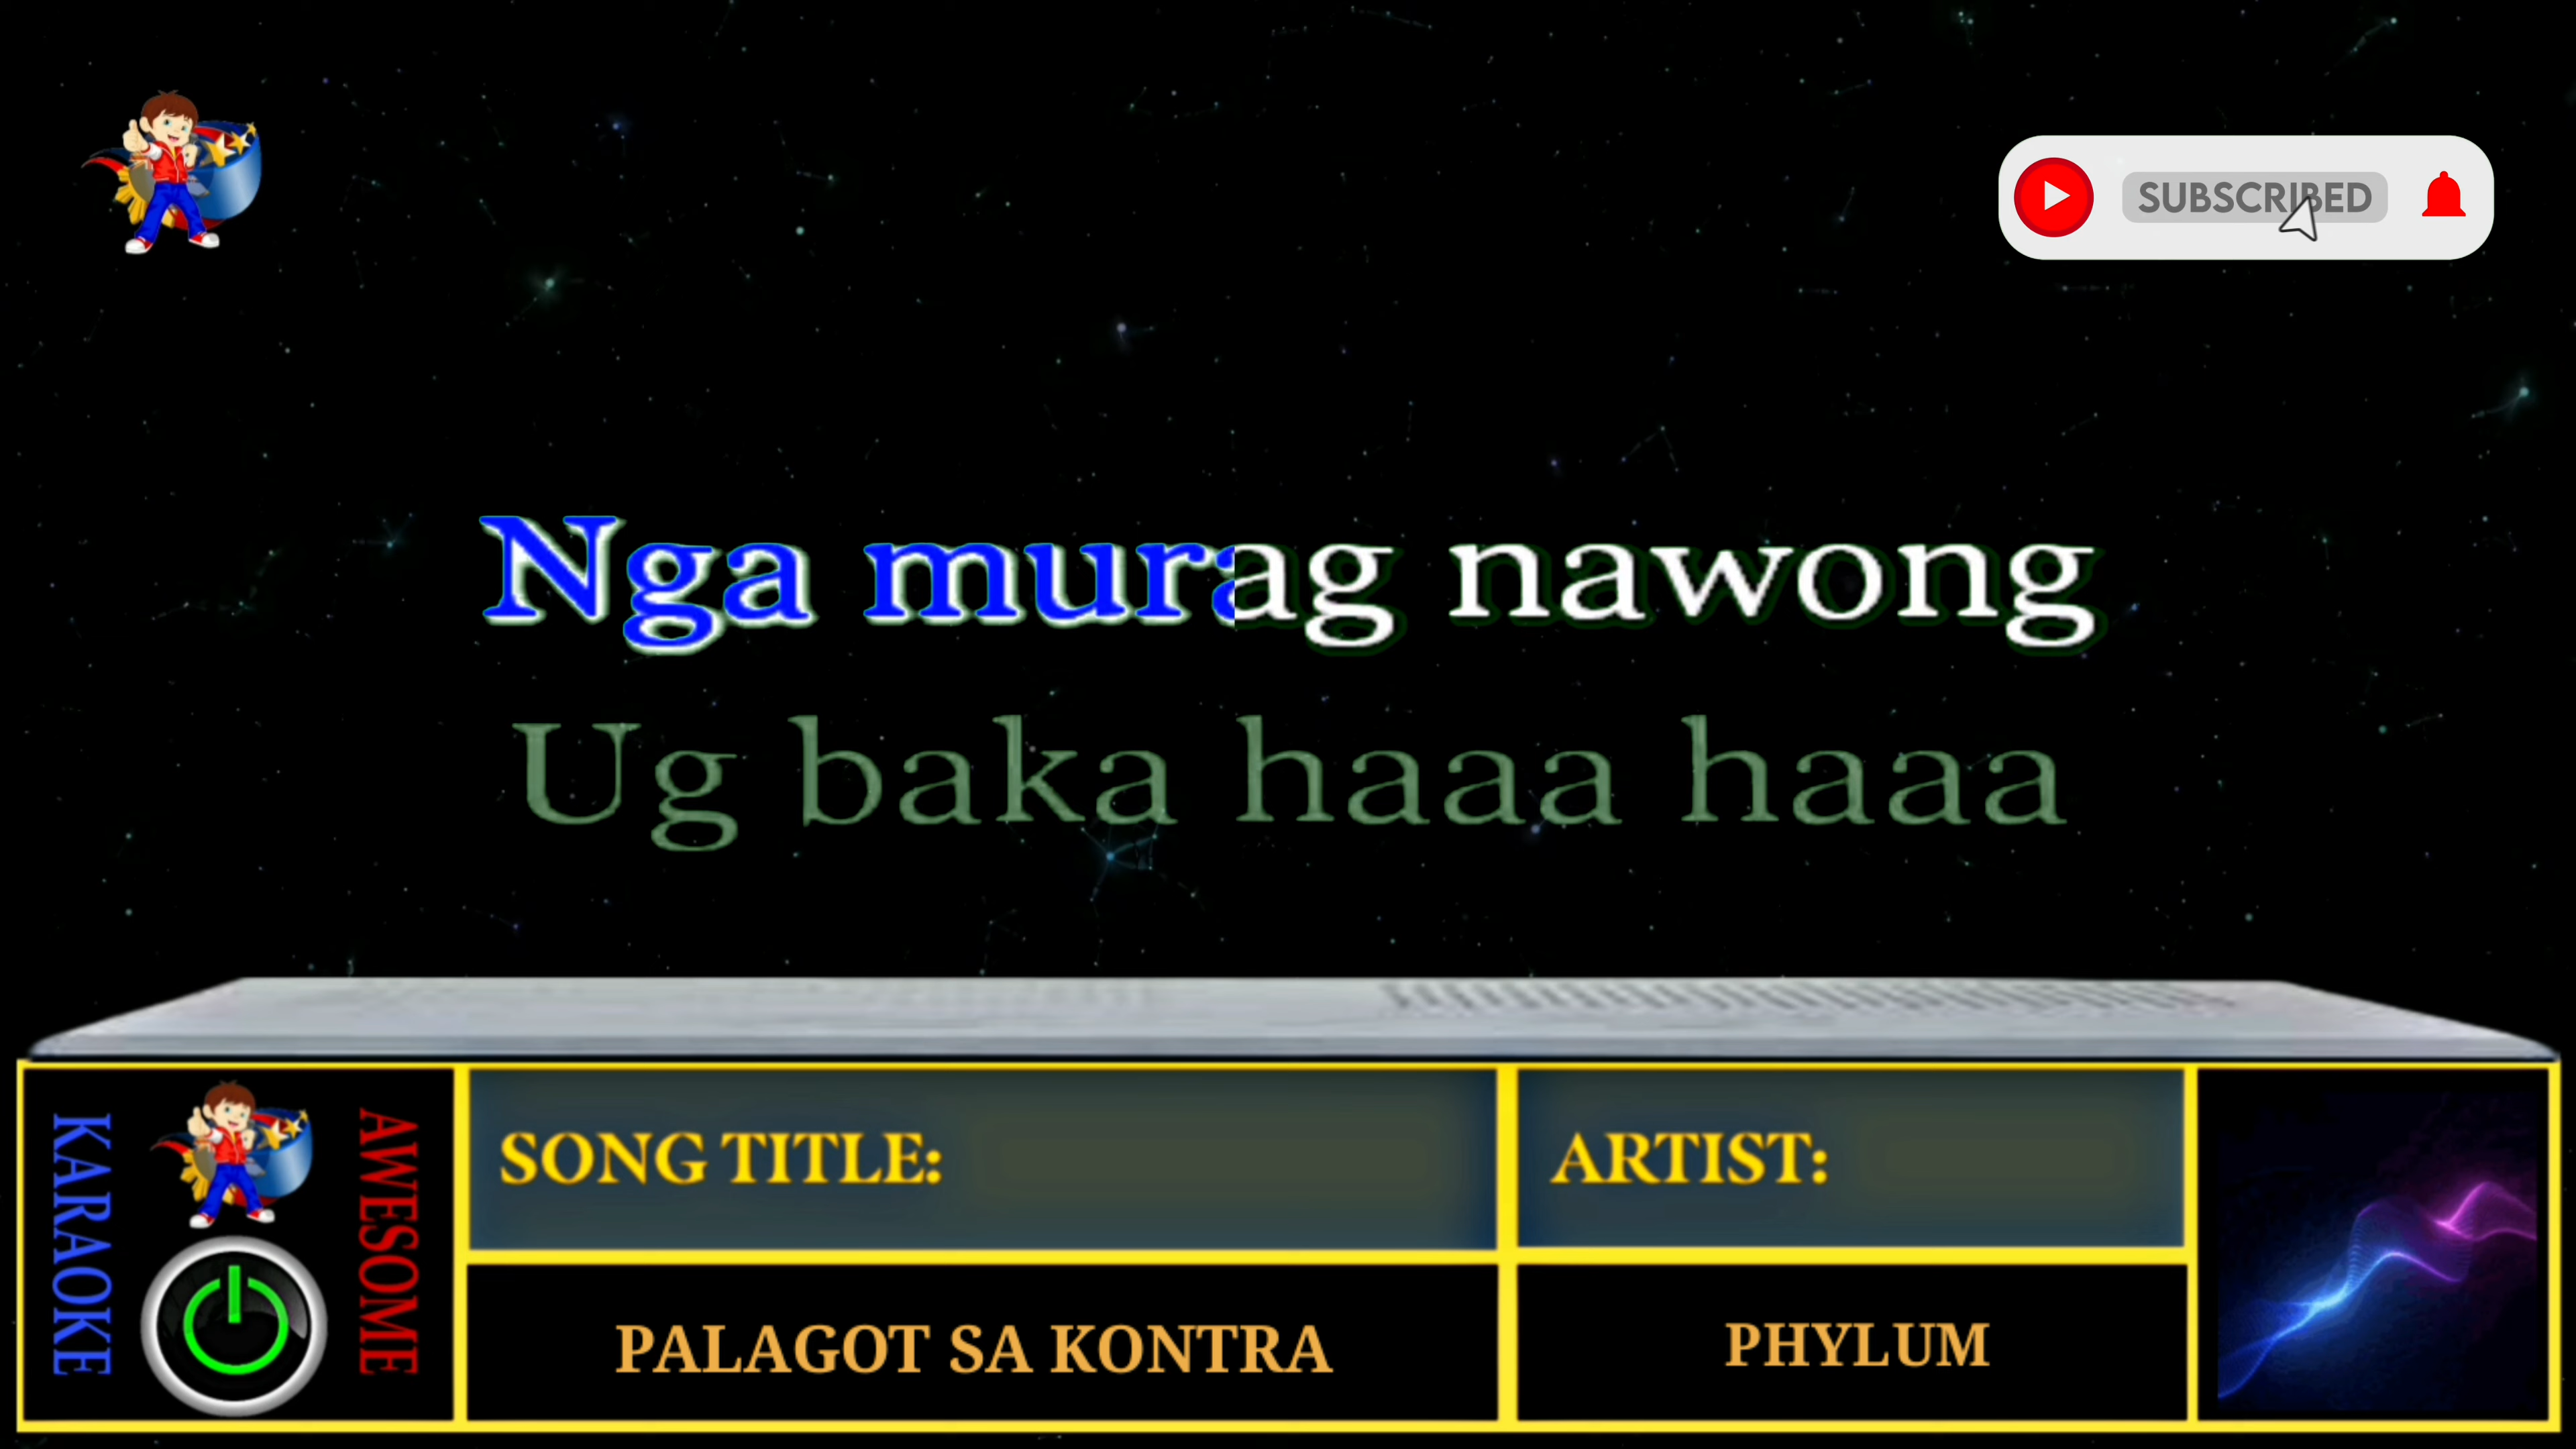 SUBSCRIBED
Nga murag nawong
Ug baka haaa haaa
KARAOKE
AWESOME
SONG TITLE:
ARTIST:
PALAGOT SA KONTRA
PHYLUM